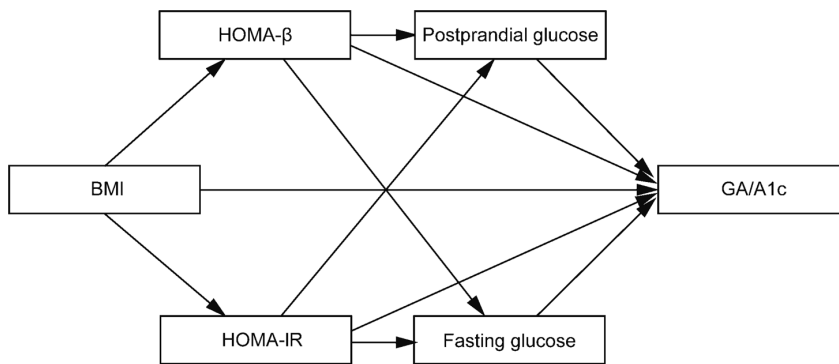 HOMA-β
Postprandial glucose
BMI
GA/A1c
HOMA-IR
Fasting glucose